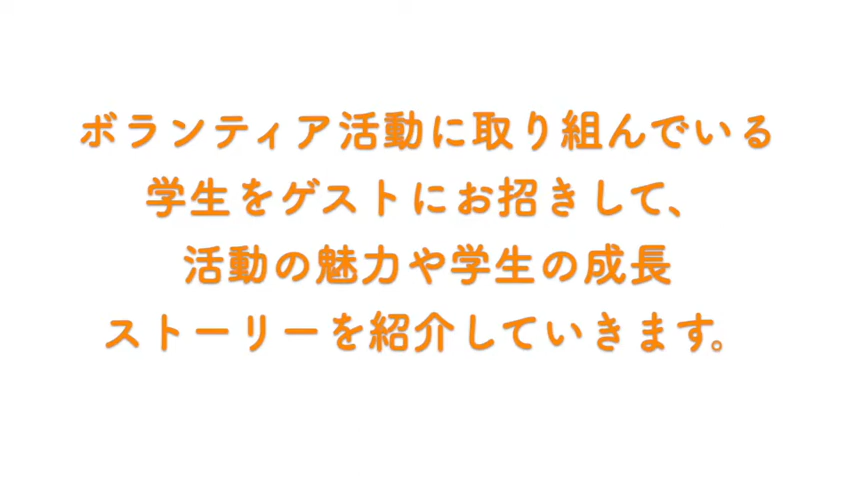 ボランティア活動に取り組んでいる
学生をゲストにお招きして、
活動の魅力や学生の成長
ストーリーを紹介していきます。